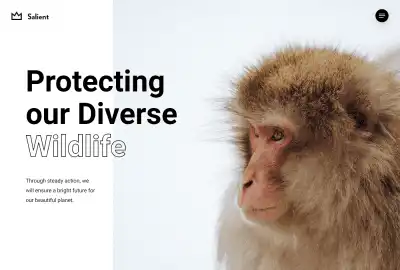 Salient
Protecting
our Diverse
Wildlife
Through steady action, we
will ensure a bright future for
our beautiful planet.